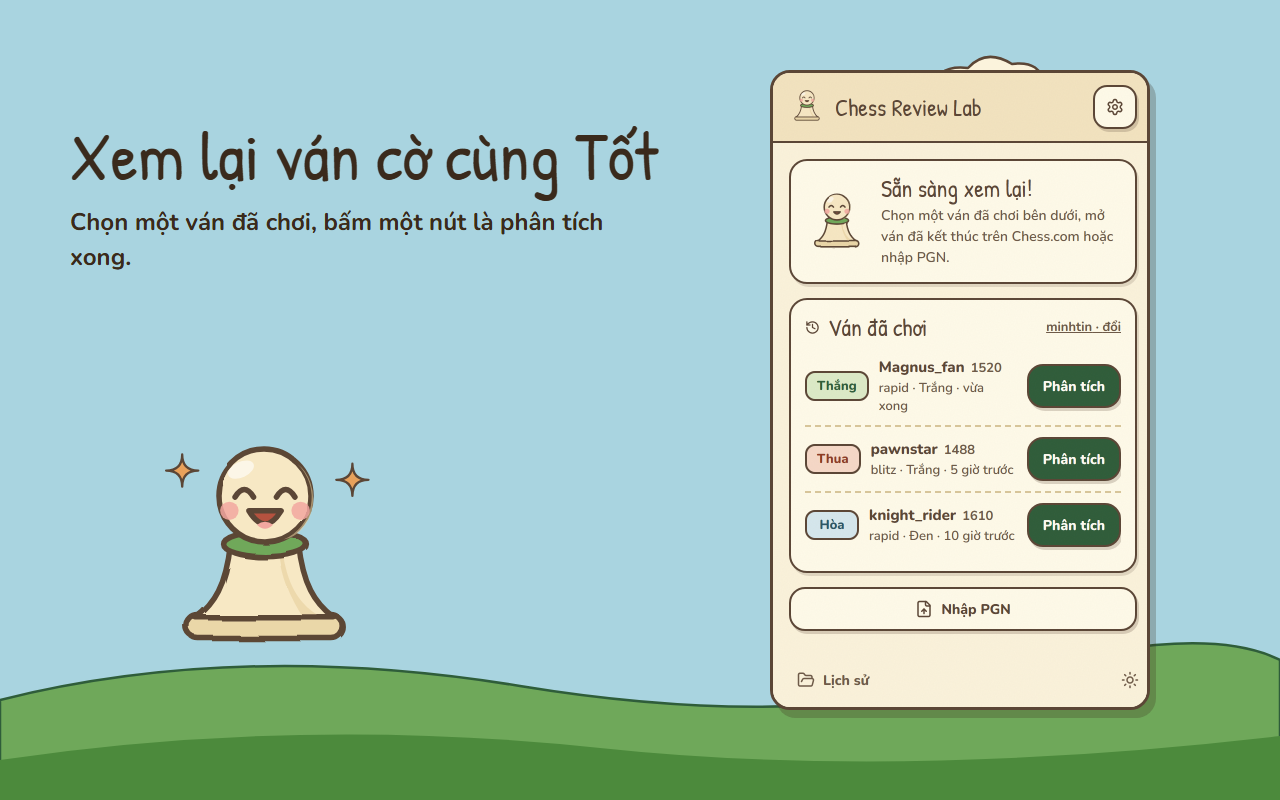 Xem lại ván cờ cùng Tốt
Chọn một ván đã chơi, bấm một nút là phân tích
xong.
Chess Review Lab
Sẵn sàng xem lại!
Chọn một ván đã chơi bên dưới, mở
ván đã kết thúc trên Chess.com hoặc
nhập PGN.
Ván đã chơi
minhtin · đổi
Thắng
Magnus_fan 1520
rapid · Trắng · vừa
xong
Phân tích
Thua
pawnstar 1488
blitz · Trắng · 5 giờ trước
Phân tích
Hòa
knight_rider 1610
rapid · Đen · 10 giờ trước
Phân tích
Nhập PGN
Lịch sử